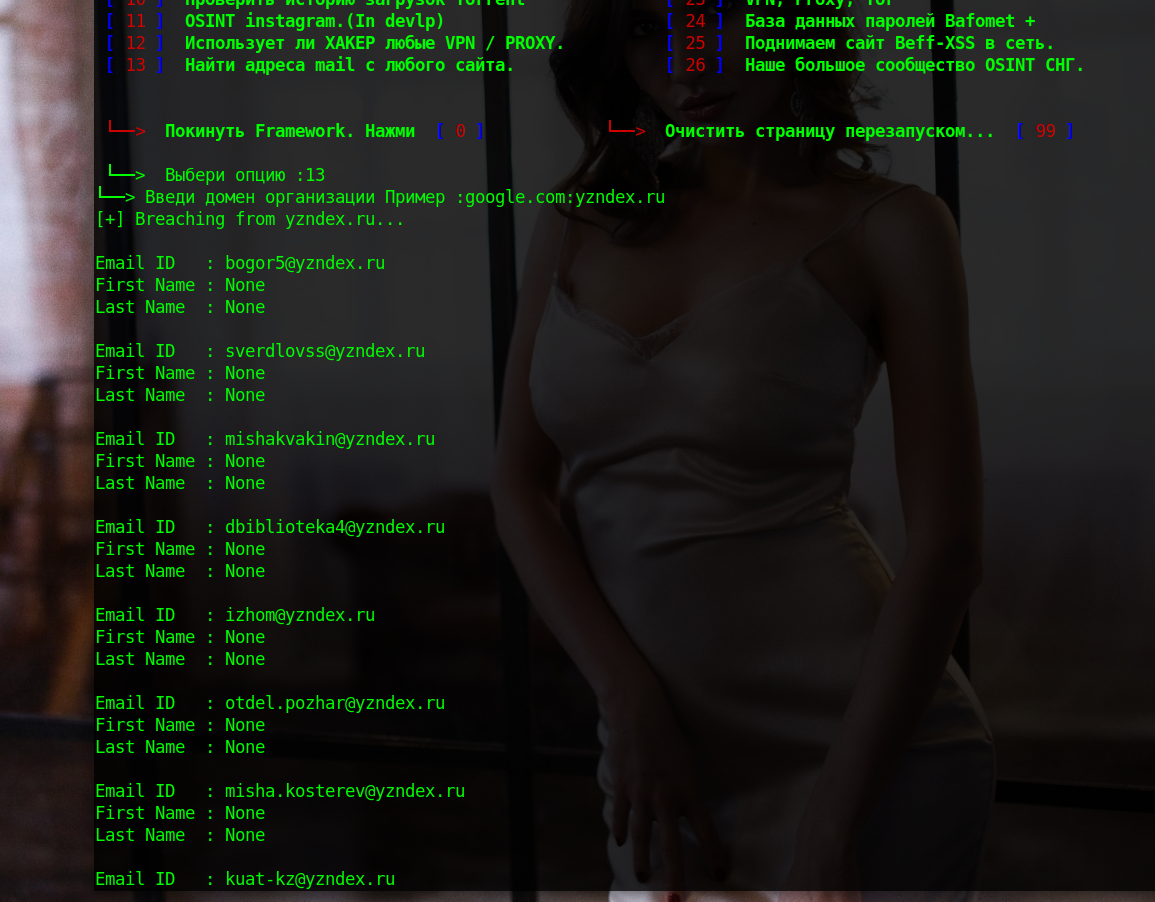 [ 10 ] Проверить историю загрузок Torrent [ 23 ] VPN, Proxy, Tor
[ 11 ] OSINT instagram.(In devlp) [ 24 ] База данных паролей Bafomet +
[ 12 ] Использует ли ХАКЕР любые VPN / PROXY. [ 25 ] Поднимаем сайт Beff-XSS в сеть.
[ 13 ] Найти адреса mail с любого сайта. [ 26 ] Наше большое сообщество OSINT СНГ.
└──> Покинуть Framework. Нажми [ 0 ] └──> Очистить страницу перезапуском... [ 99 ]
└──> Выбери опцию :13
└──> Введи домен организации Пример :google.com:yzndex.ru
[+] Breaching from yzndex.ru...
Email ID : bogor5@yzndex.ru
First Name : None
Last Name : None
Email ID : sverdlovss@yzndex.ru
First Name : None
Last Name : None
Email ID : mishakvakin@yzndex.ru
First Name : None
Last Name : None
Email ID : dbiblioteka4@yzndex.ru
First Name : None
Last Name : None
Email ID : izhom@yzndex.ru
First Name : None
Last Name : None
Email ID : otdel.pozhar@yzndex.ru
First Name : None
Last Name : None
Email ID : misha.kosterev@yzndex.ru
First Name : None
Last Name : None
Email ID : kuat-kz@yzndex.ru